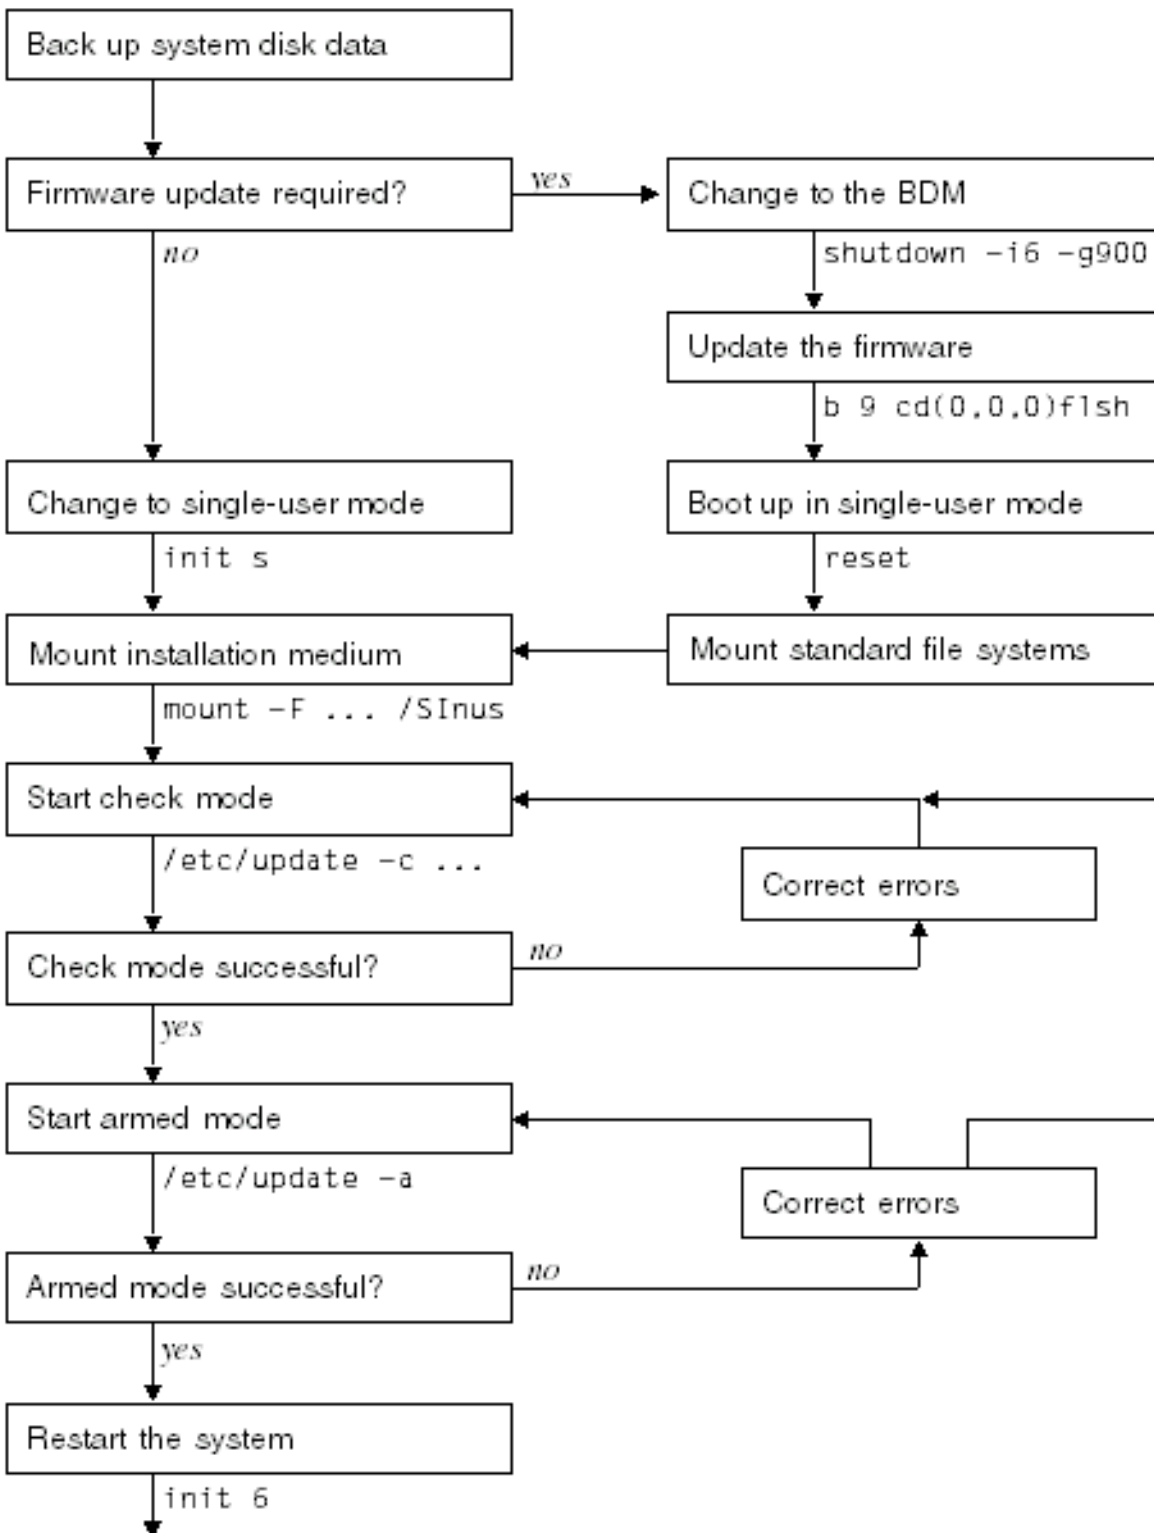 Back up system disk data
Firmware update required?
yes
Change to the BDM
no
shutdown -i6 -g900
Update the firmware
b 9 cd(0,0,0)flsh
Change to single-user mode
Boot up in single-user mode
init s
reset
Mount installation medium
Mount standard file systems
mount -F ... /SInus
Start check mode
/etc/update -c ...
Correct errors
Check mode successful?
no
yes
Start armed mode
/etc/update -a
Correct errors
Armed mode successful?
no
yes
Restart the system
init 6